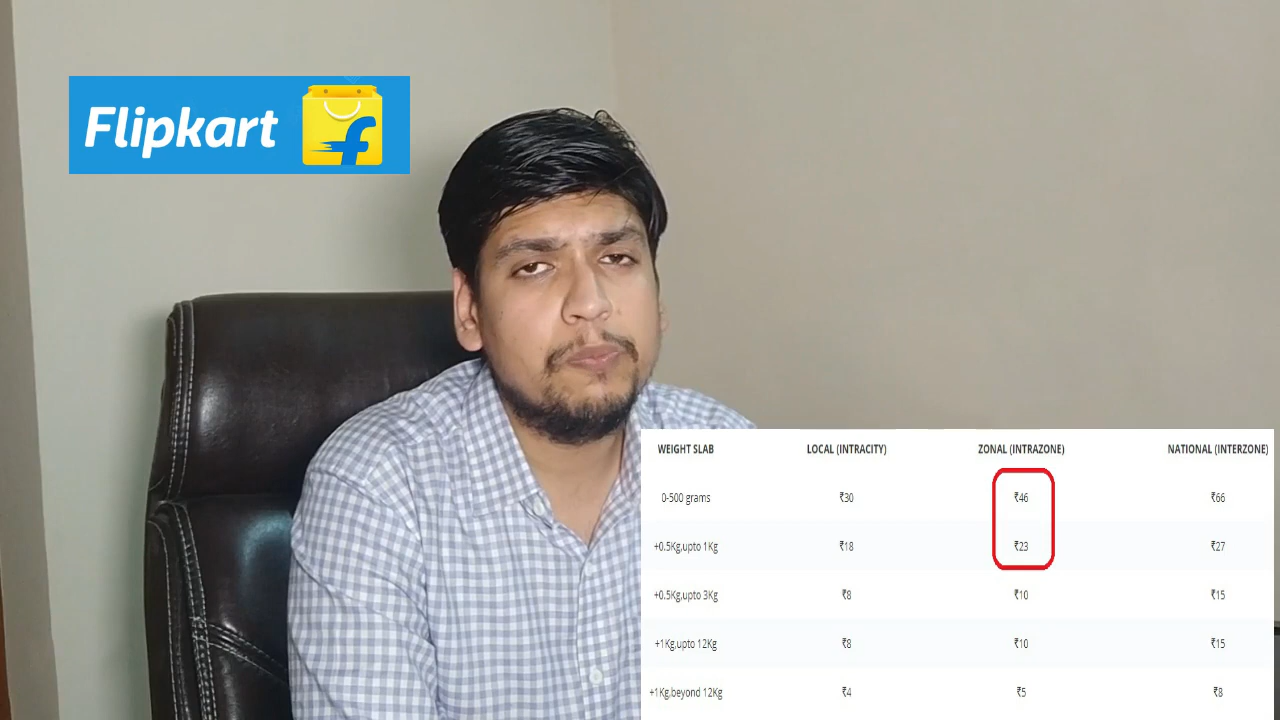 Flipkart
f
WEIGHT SLAB LOCAL (INTRACITY) ZONAL (INTRAZONE) NATIONAL (INTERZONE)
0-500 grams ₹30 ₹46 ₹66
+0.5Kg,upto 1Kg ₹18 ₹23 ₹27
+0.5Kg,upto 3Kg ₹8 ₹10 ₹15
+1Kg,upto 12Kg ₹8 ₹10 ₹15
+1Kg,beyond 12Kg ₹4 ₹5 ₹8